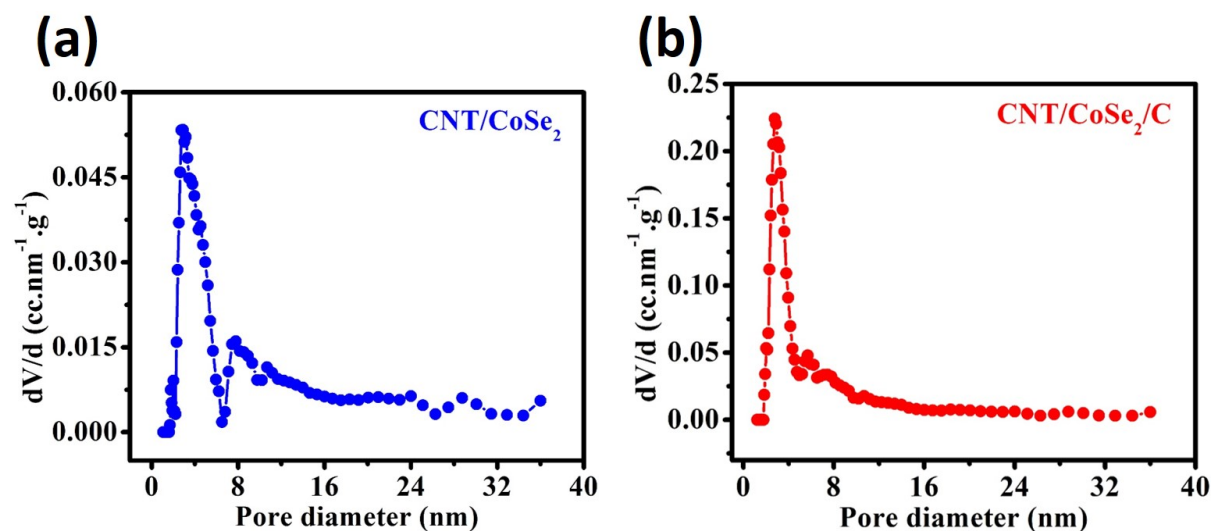 (a)
CNT/CoSe₂
0.060
0.045
0.030
0.015
0.000
dV/d (cc.nm⁻¹.g⁻¹)
0 8 16 24 32 40
Pore diameter (nm)
(b)
CNT/CoSe₂/C
0.25
0.20
0.15
0.10
0.05
0.00
dV/d (cc.nm⁻¹.g⁻¹)
0 8 16 24 32 40
Pore diameter (nm)